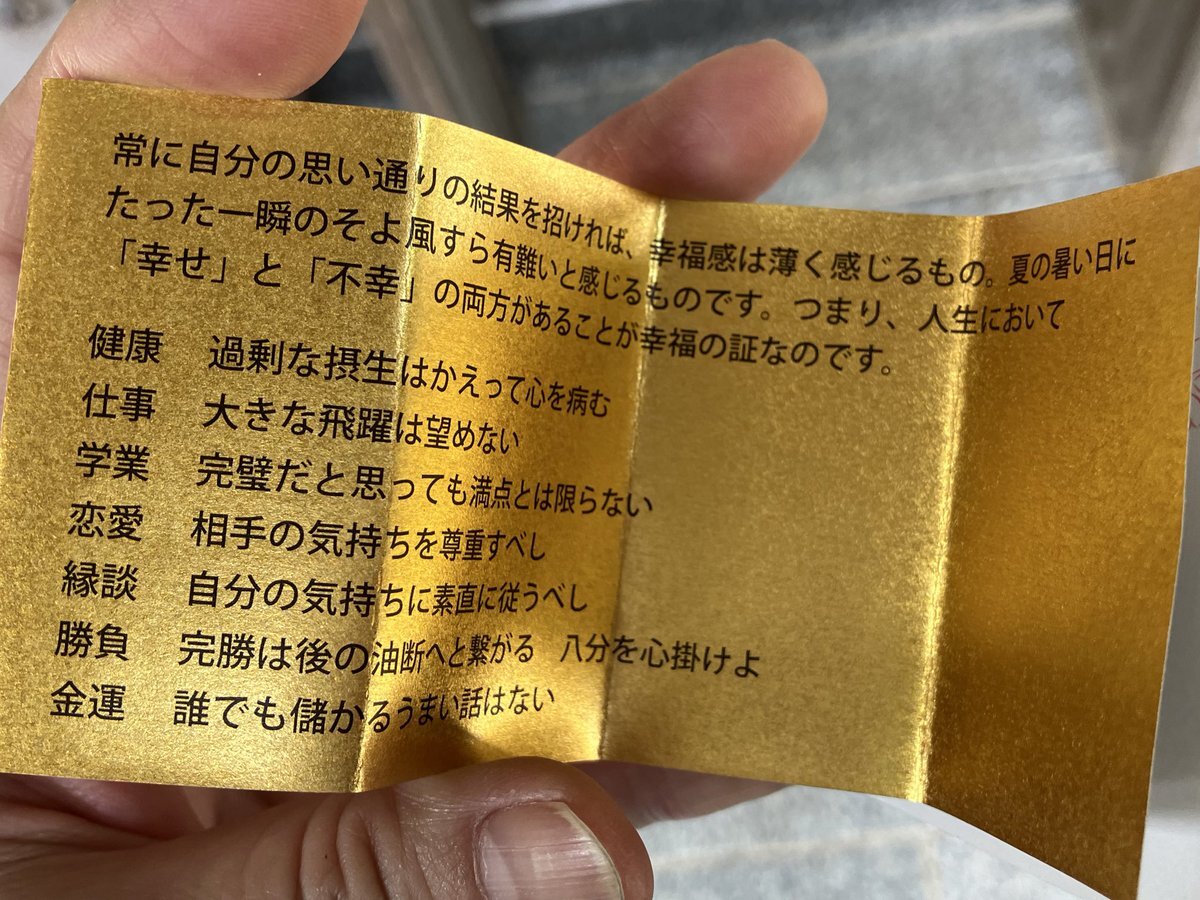 常に自分の思い通りの結果を招ければ、幸福感は薄く感じるもの。夏の暑い日に
たった一瞬のそよ風すら有難いと感じるものです。つまり、人生において
「幸せ」と「不幸」の両方があることが幸福の証なのです。
健康 過剰な摂生はかえって心を病む
仕事 大きな飛躍は望めない
学業 完璧だと思っても満点とは限らない
恋愛 相手の気持ちを尊重すべし
縁談 自分の気持ちに素直に従うべし
勝負 完勝は後の油断へと繋がる 八分を心掛けよ
金運 誰でも儲かるうまい話はない